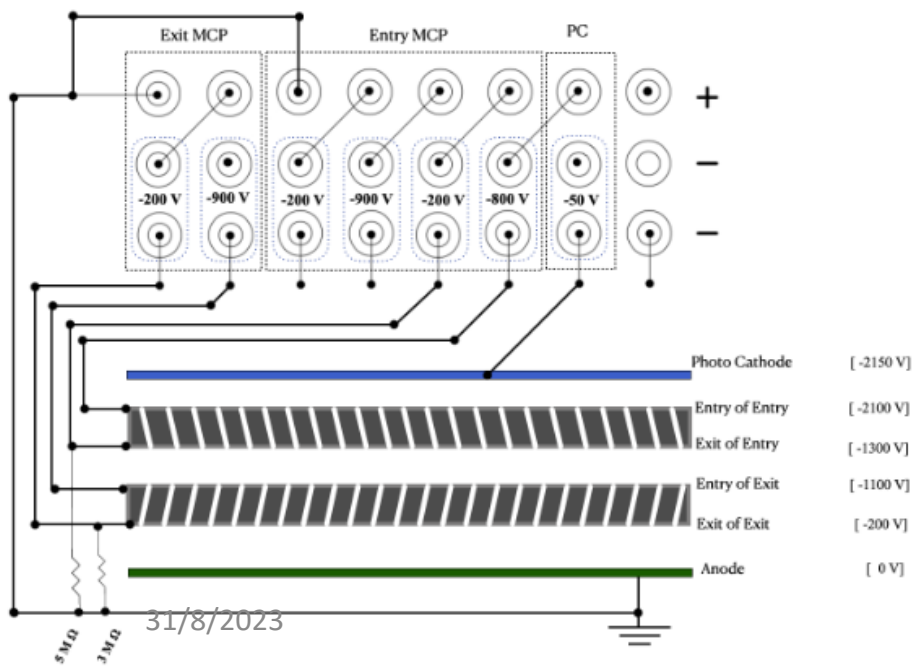 Exit MCP Entry MCP PC
+
−
-200 V -900 V -200 V -900 V -200 V -800 V -50 V
−
Photo Cathode [ -2150 V]
Entry of Entry [ -2100 V]
Exit of Entry [ -1300 V]
Entry of Exit [ -1100 V]
Exit of Exit [ -200 V]
Anode [ 0 V]
31/8/2023
5 M Ω 3 M Ω